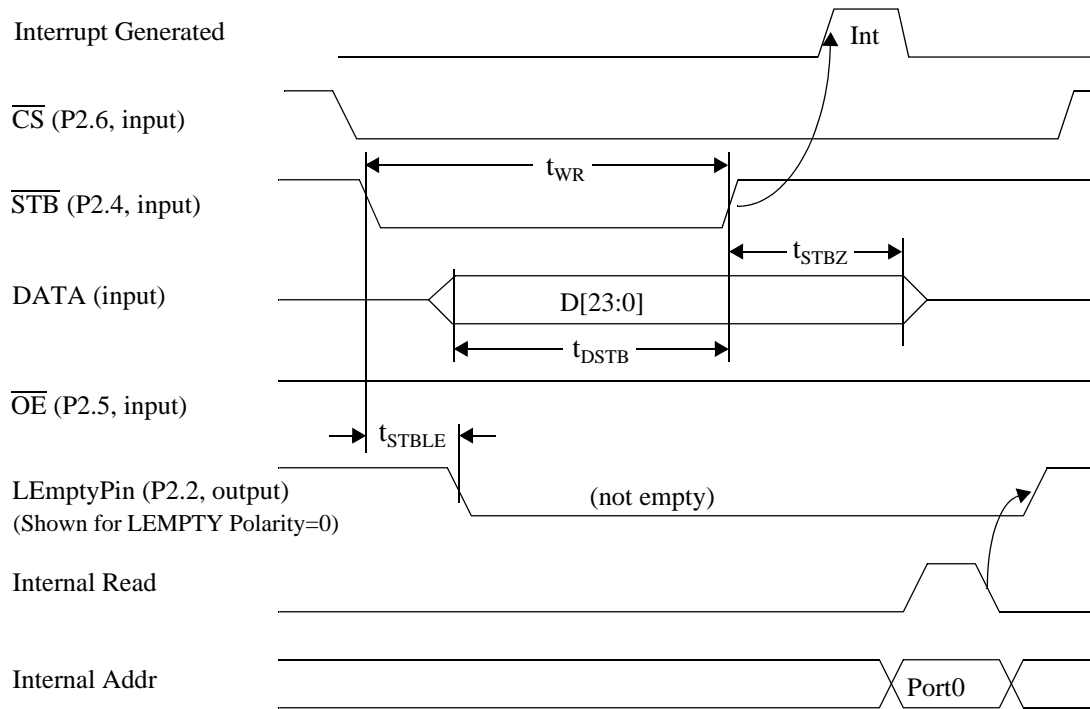 Interrupt Generated
Int
CS (P2.6, input)
tWR
STB (P2.4, input)
tSTBZ
DATA (input)
D[23:0]
tDSTB
OE (P2.5, input)
tSTBLE
LEmptyPin (P2.2, output)
(not empty)
(Shown for LEMPTY Polarity=0)
Internal Read
Internal Addr
Port0